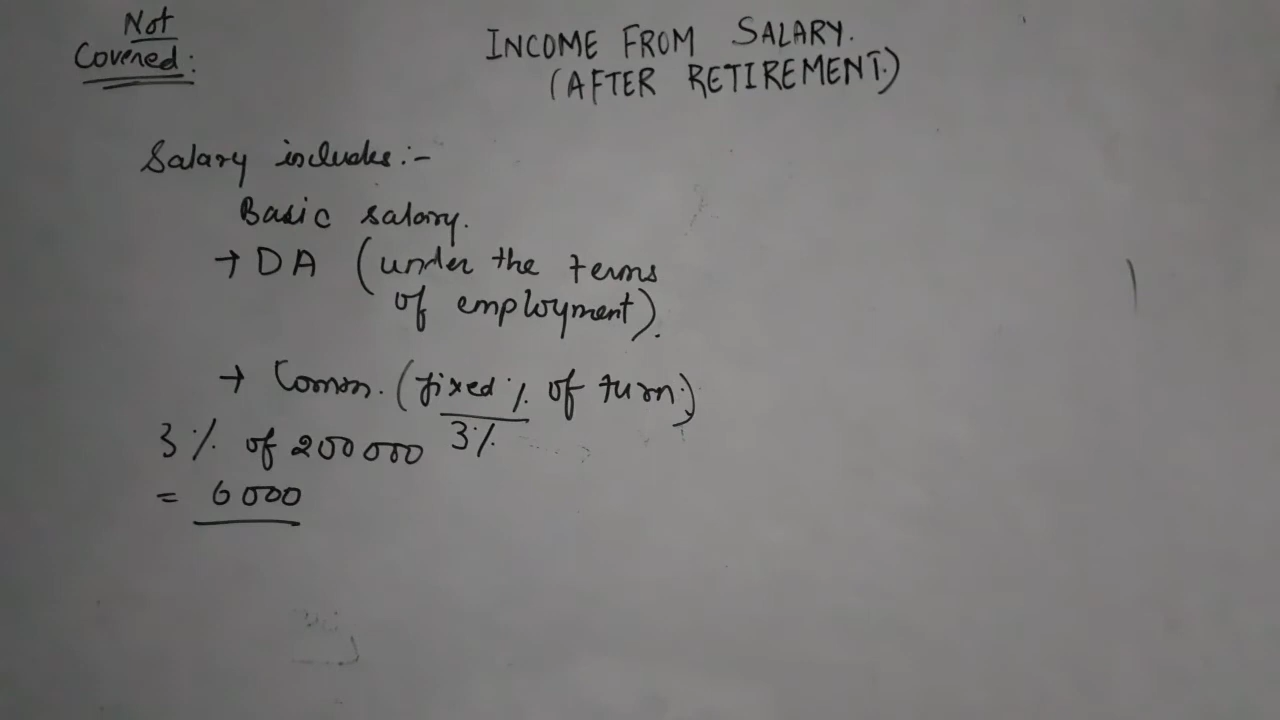 Not
Covered:
INCOME FROM SALARY.
(AFTER RETIREMENT.)
Salary includes:-
Basic salary.
→ DA (under the terms
of employment).
→ Comm. (fixed % of turn.)
3%
3% of 200000
= 6000